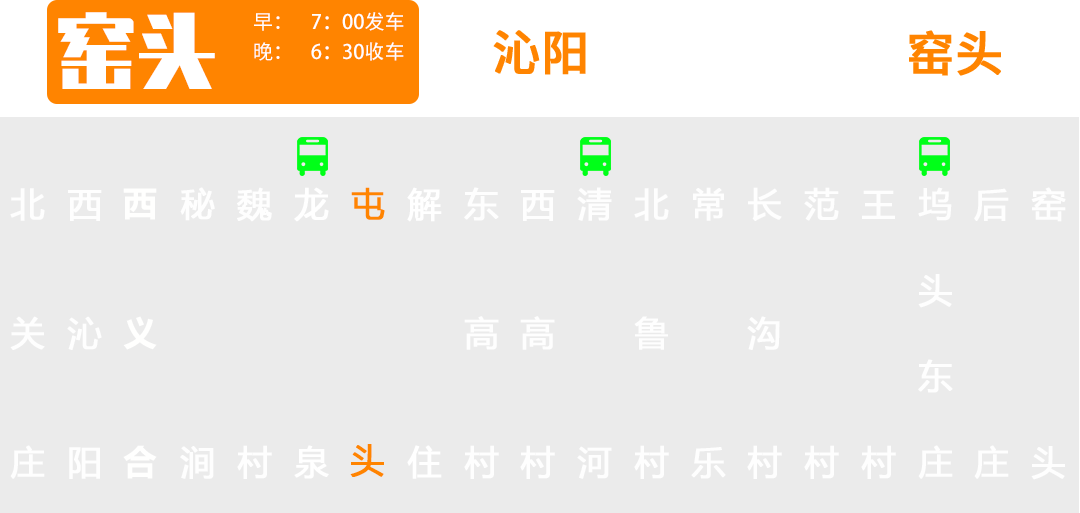 窑头
早： 7：00发车
晚： 6：30收车
沁阳
窑头
北关庄
西沁阳
西义合
秘涧
魏村
龙泉
屯头
解住
东高村
西高村
清河
北鲁村
常乐
长沟村
范村
王村
坞头东庄
后庄
窑头